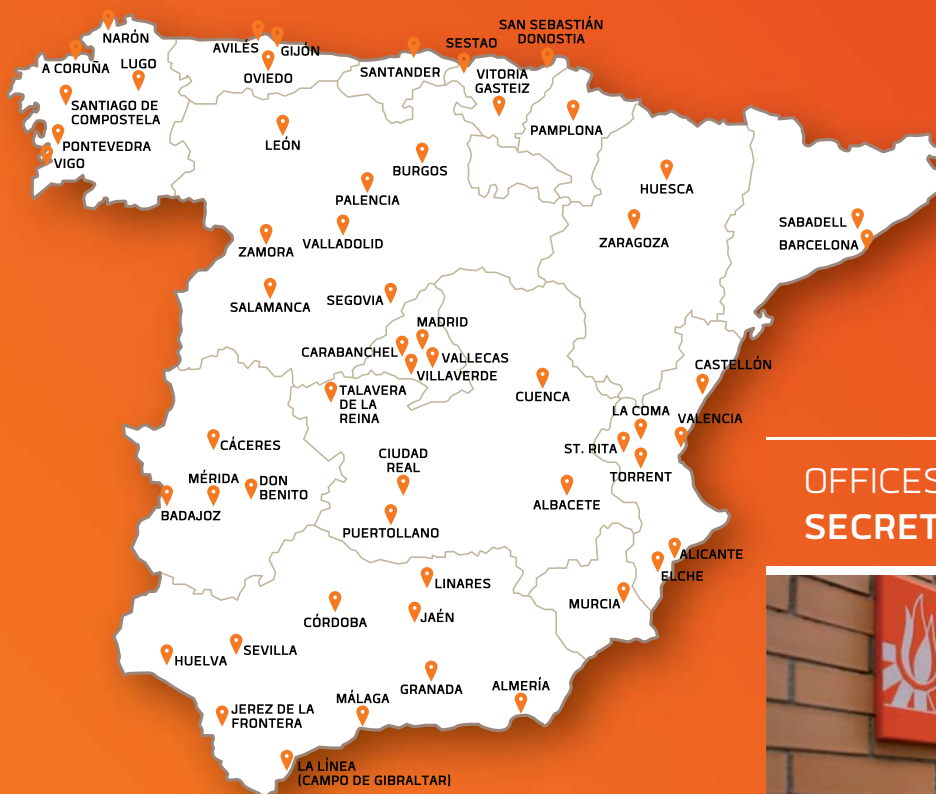 SAN SEBASTIÁN
DONOSTIA
NARÓN
AVILÉS
GIJÓN
SESTAO
A CORUÑA
LUGO
OVIEDO
SANTANDER
VITORIA
GASTEIZ
SANTIAGO DE
COMPOSTELA
PAMPLONA
PONTEVEDRA
LEÓN
VIGO
BURGOS
HUESCA
PALENCIA
SABADELL
ZAMORA
VALLADOLID
ZARAGOZA
BARCELONA
SALAMANCA
SEGOVIA
MADRID
CARABANCHEL
VALLECAS
VILLAVERDE
CASTELLÓN
TALAVERA
DE LA
REINA
CUENCA
LA COMA
VALENCIA
CÁCERES
ST. RITA
CIUDAD
REAL
TORRENT
MÉRIDA
DON
BENITO
OFFICES
BADAJOZ
ALBACETE
PUERTOLLANO
SECRET
ALICANTE
ELCHE
LINARES
MURCIA
CÓRDOBA
JAÉN
HUELVA
SEVILLA
GRANADA
ALMERÍA
MÁLAGA
JEREZ DE LA
FRONTERA
LA LÍNEA
(CAMPO DE GIBRALTAR)